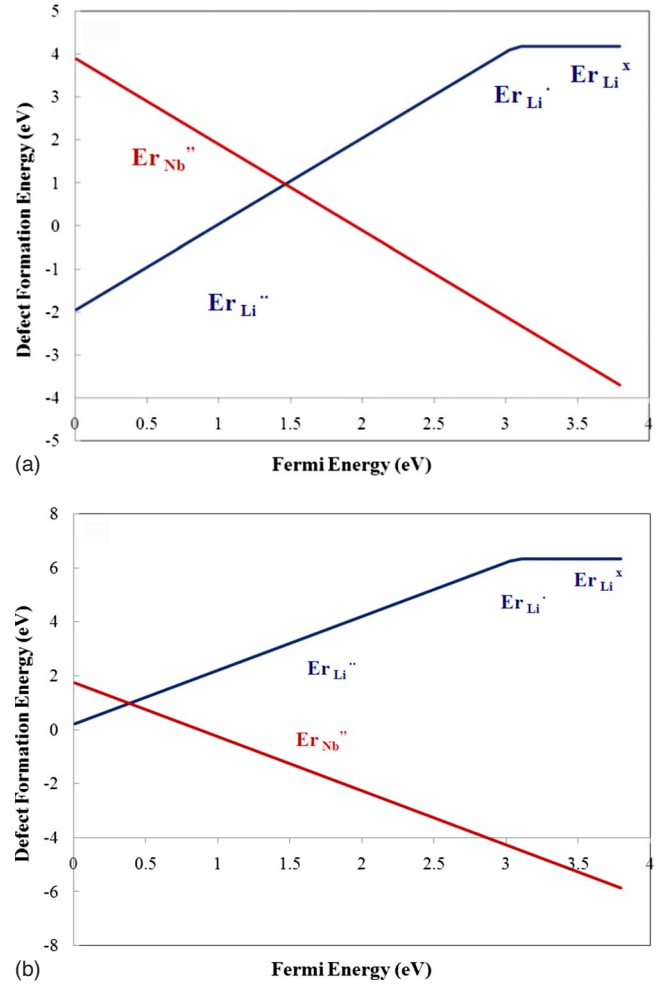 5
4
3
2
1
0
-1
-2
-3
-4
-5
Defect Formation Energy (eV)
Er Nb ''
Er Li ··
Er Li ·
Er Li x
0 0.5 1 1.5 2 2.5 3 3.5 4
(a) Fermi Energy (eV)
8
6
4
2
0
-2
-4
-6
-8
Defect Formation Energy (eV)
Er Li ··
Er Nb ''
Er Li ·
Er Li x
0 0.5 1 1.5 2 2.5 3 3.5 4
(b) Fermi Energy (eV)